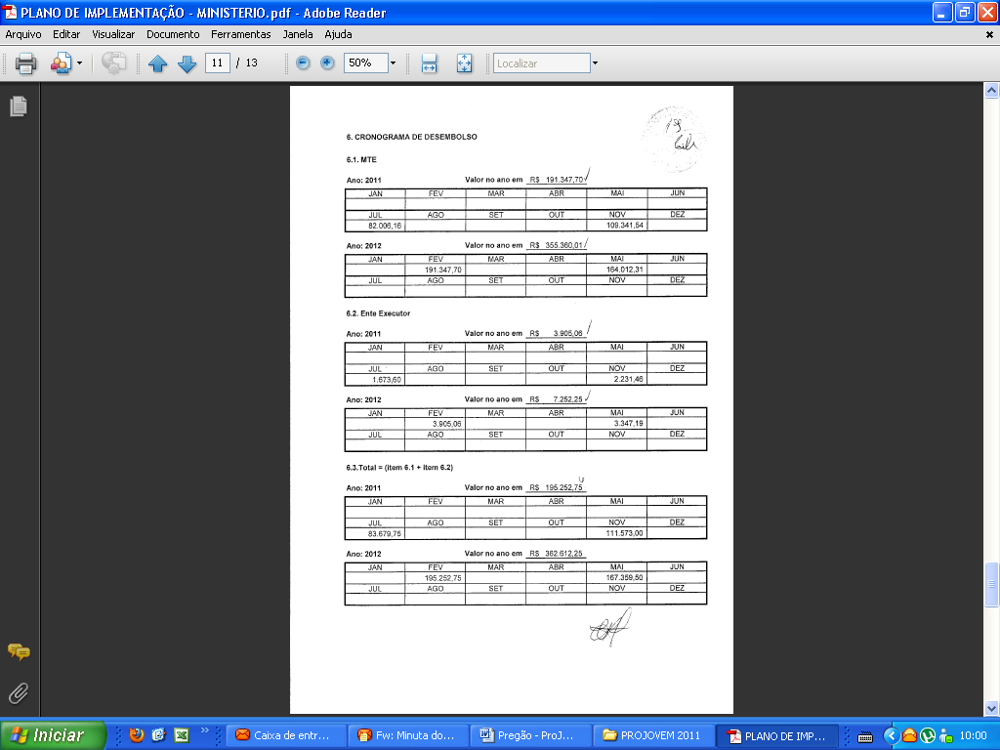 PLANO DE IMPLEMENTAÇÃO - MINISTERIO.pdf - Adobe Reader
Arquivo Editar Visualizar Documento Ferramentas Janela Ajuda
11 / 13 50% Localizar
6. CRONOGRAMA DE DESEMBOLSO
6.1. MTE
Ano: 2011 Valor no ano em R$ 191.347,70
JAN FEV MAR ABR MAI JUN
JUL AGO SET OUT NOV DEZ
82.006,16 109.341,54
Ano: 2012 Valor no ano em R$ 355.360,01
JAN FEV MAR ABR MAI JUN
191.347,70 164.012,31
JUL AGO SET OUT NOV DEZ
6.2. Ente Executor
Ano: 2011 Valor no ano em R$ 3.905,06
JAN FEV MAR ABR MAI JUN
JUL AGO SET OUT NOV DEZ
1.673,60 2.231,46
Ano: 2012 Valor no ano em R$ 7.252,25
JAN FEV MAR ABR MAI JUN
3.905,06 3.347,19
JUL AGO SET OUT NOV DEZ
6.3.Total = (item 6.1 + item 6.2)
Ano: 2011 Valor no ano em R$ 195.252,75
JAN FEV MAR ABR MAI JUN
JUL AGO SET OUT NOV DEZ
83.679,75 111.573,00
Ano: 2012 Valor no ano em R$ 362.612,25
JAN FEV MAR ABR MAI JUN
195.252,75 167.359,50
JUL AGO SET OUT NOV DEZ
Iniciar Caixa de entr... Fw: Minuta do... Pregão - ProJ... PROJOVEM 2011 PLANO DE IMP... 10:00